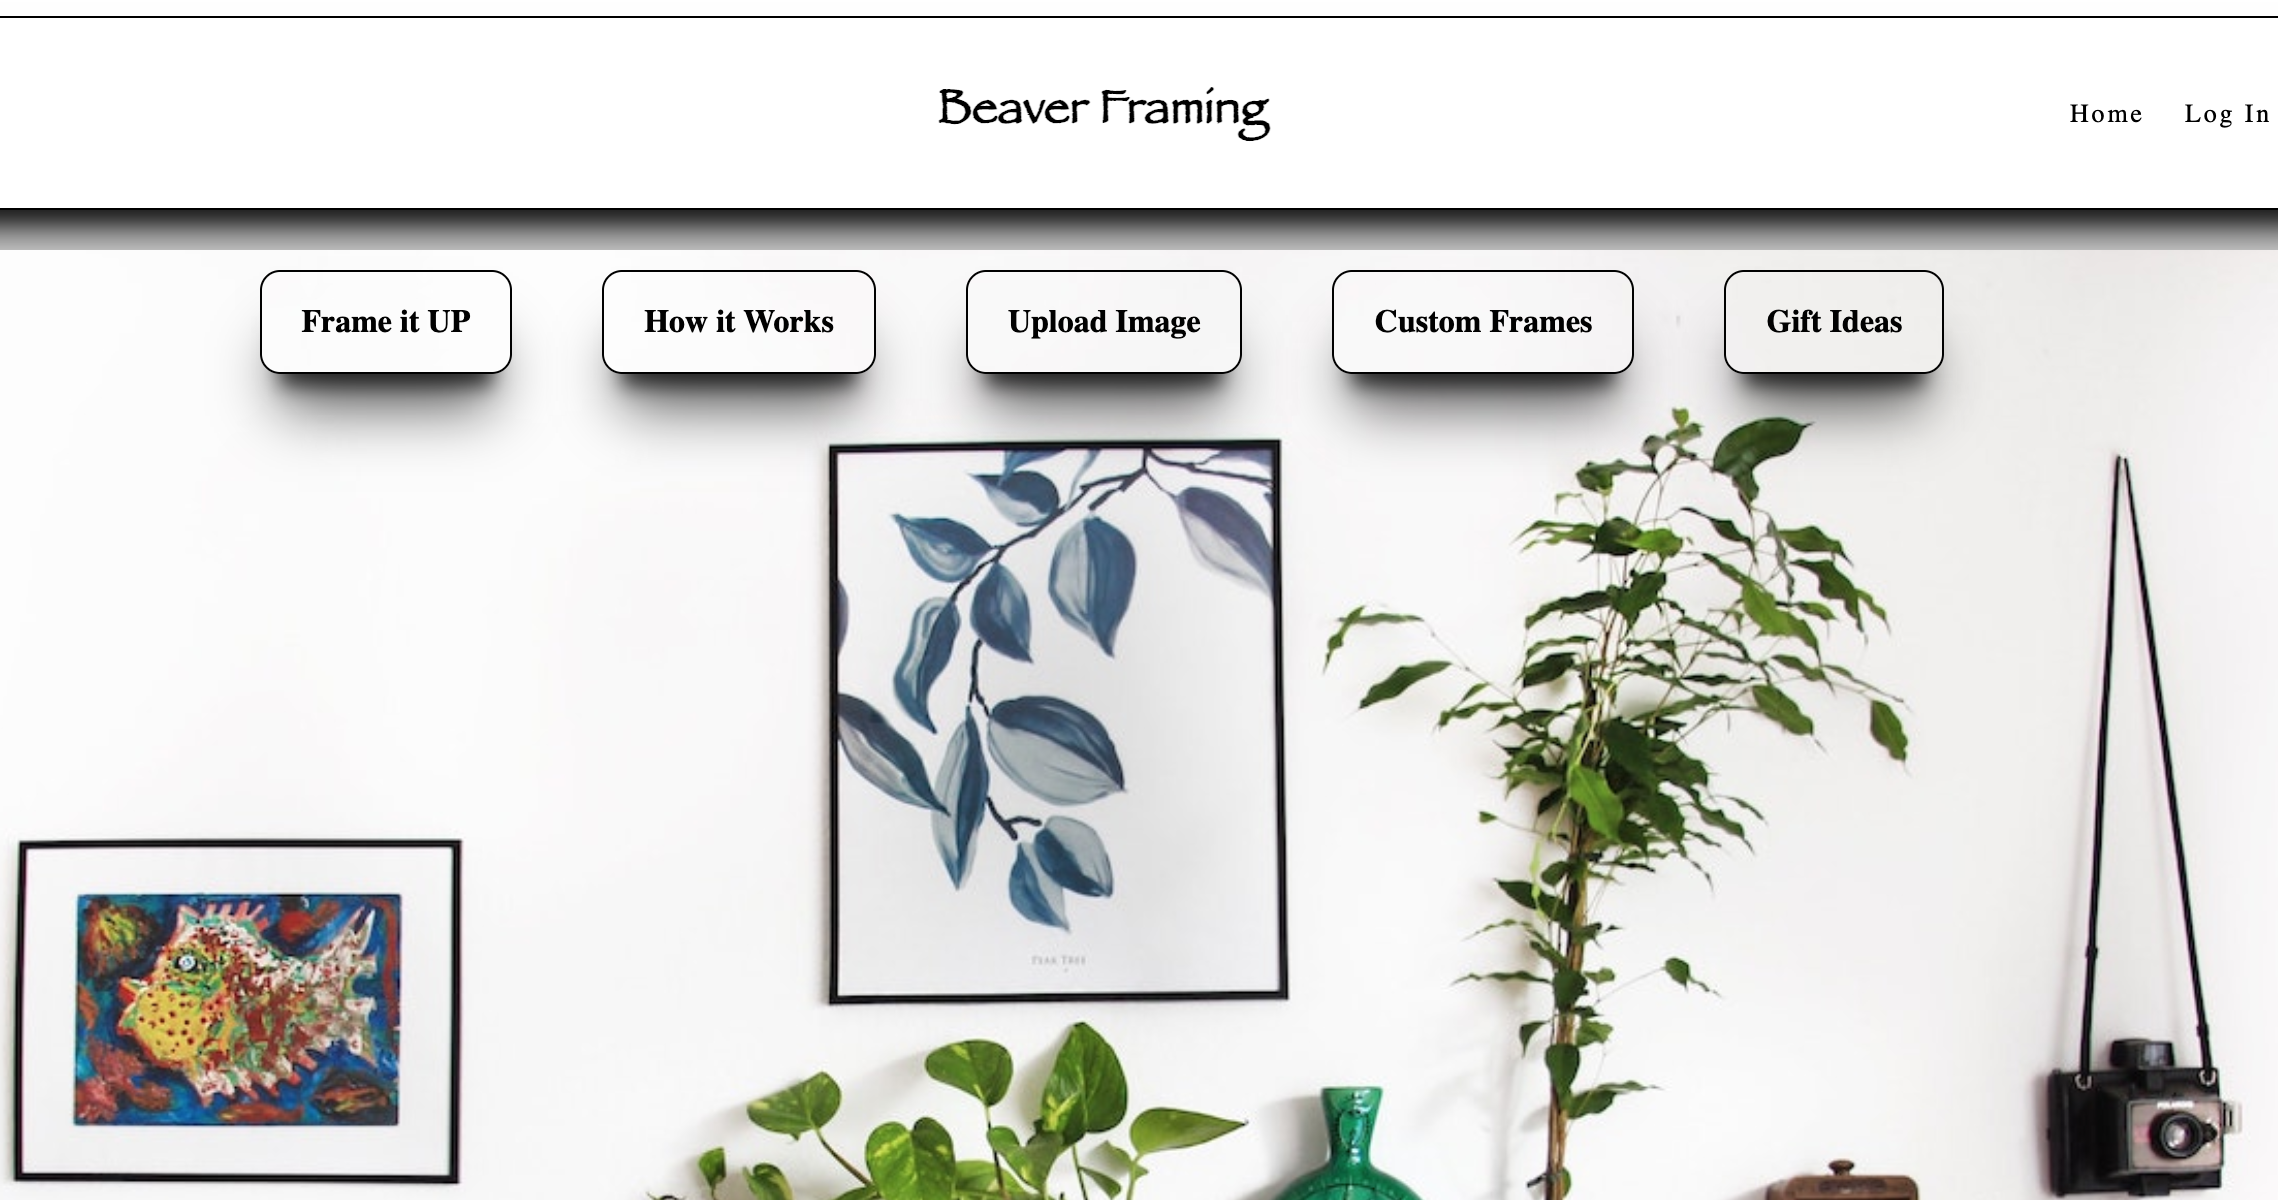 Beaver Framing
Home Log In
Frame it UP
How it Works
Upload Image
Custom Frames
Gift Ideas
PEAR TREE
POLAROID